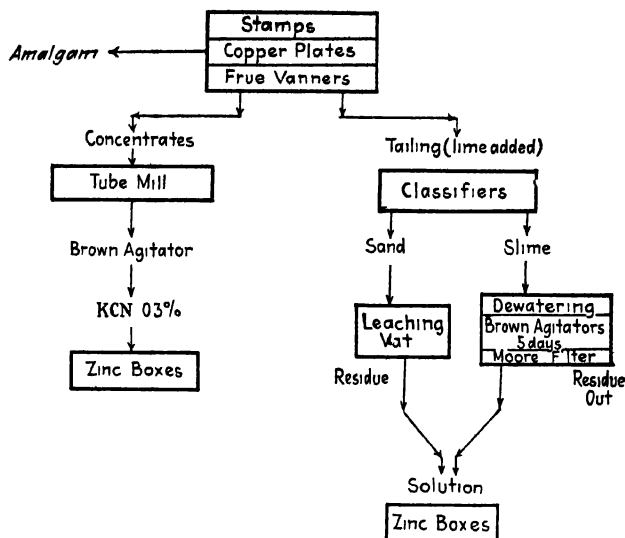 Stamps
Amalgam
Copper Plates
Frue Vanners
Concentrates
Tailing (lime added)
Tube Mill
Classifiers
Brown Agitator
Sand
Slime
KCN 03%
Dewatering
Leaching
Vat
Brown Agitators
5 days
Moore F lter
Zinc Boxes
Residue
Residue
Out
Solution
Zinc Boxes